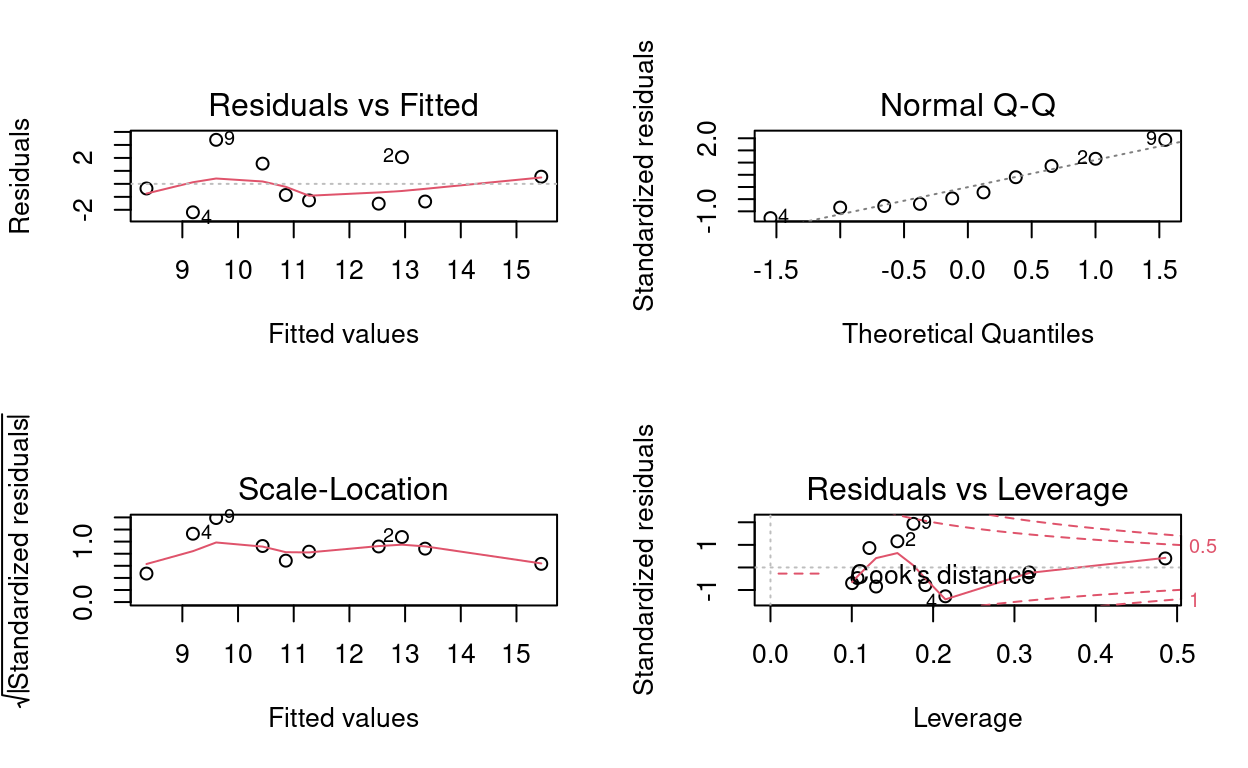 Residuals vs Fitted
Residuals
2
-2
9
2
4
9 10 11 12 13 14 15
Fitted values
Normal Q-Q
Standardized residuals
2.0
-1.0
9
2
4
-1.5 -0.5 0.0 0.5 1.0 1.5
Theoretical Quantiles
Scale-Location
√|Standardized residuals|
1.0
0.0
9
4
2
9 10 11 12 13 14 15
Fitted values
Residuals vs Leverage
Standardized residuals
1
-1
9
2
Cook's distance
4
0.5
1
0.0 0.1 0.2 0.3 0.4 0.5
Leverage